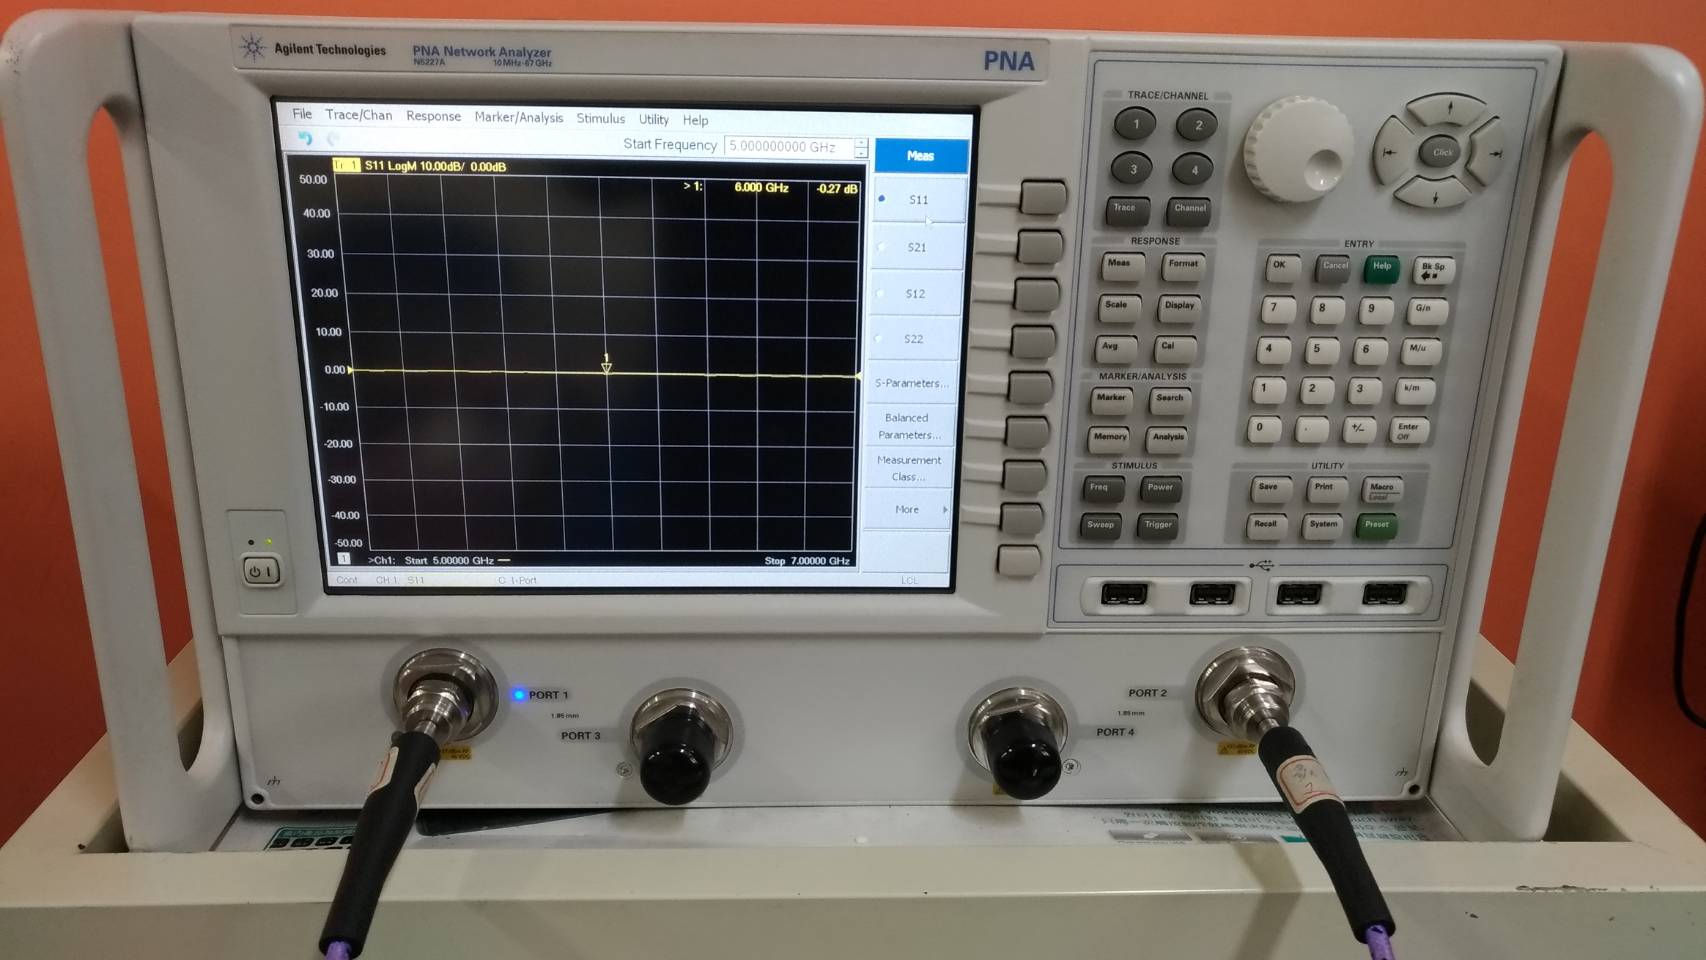 Agilent Technologies
PNA Network Analyzer
N5227A 10 MHz-67 GHz
PNA
File Trace/Chan Response Marker/Analysis Stimulus Utility Help
Start Frequency 5.000000000 GHz
Tr 1 S11 LogM 10.00dB/ 0.00dB
>1: 6.000 GHz -0.27 dB
50.00
40.00
30.00
20.00
10.00
0.00
-10.00
-20.00
-30.00
-40.00
-50.00
1
1 >Ch1: Start 5.00000 GHz Stop 7.00000 GHz
Cont. CH 1: S11 C 1-Port LCL
Meas
S11
S21
S12
S22
S-Parameters...
Balanced
Parameters...
Measurement
Class...
More
TRACE/CHANNEL
1 2
3 4
Trace Channel
Click
RESPONSE
Meas Format
Scale Display
Avg Cal
MARKER/ANALYSIS
Marker Search
Memory Analysis
STIMULUS
Freq Power
Sweep Trigger
ENTRY
OK Cancel Help Bk Sp
7 8 9 G/n
4 5 6 M/u
1 2 3 k/m
0 . +/- Enter
Off
UTILITY
Save Print Macro
Local
Recall System Preset
PORT 1
1.85 mm
PORT 3
PORT 2
1.85 mm
PORT 4